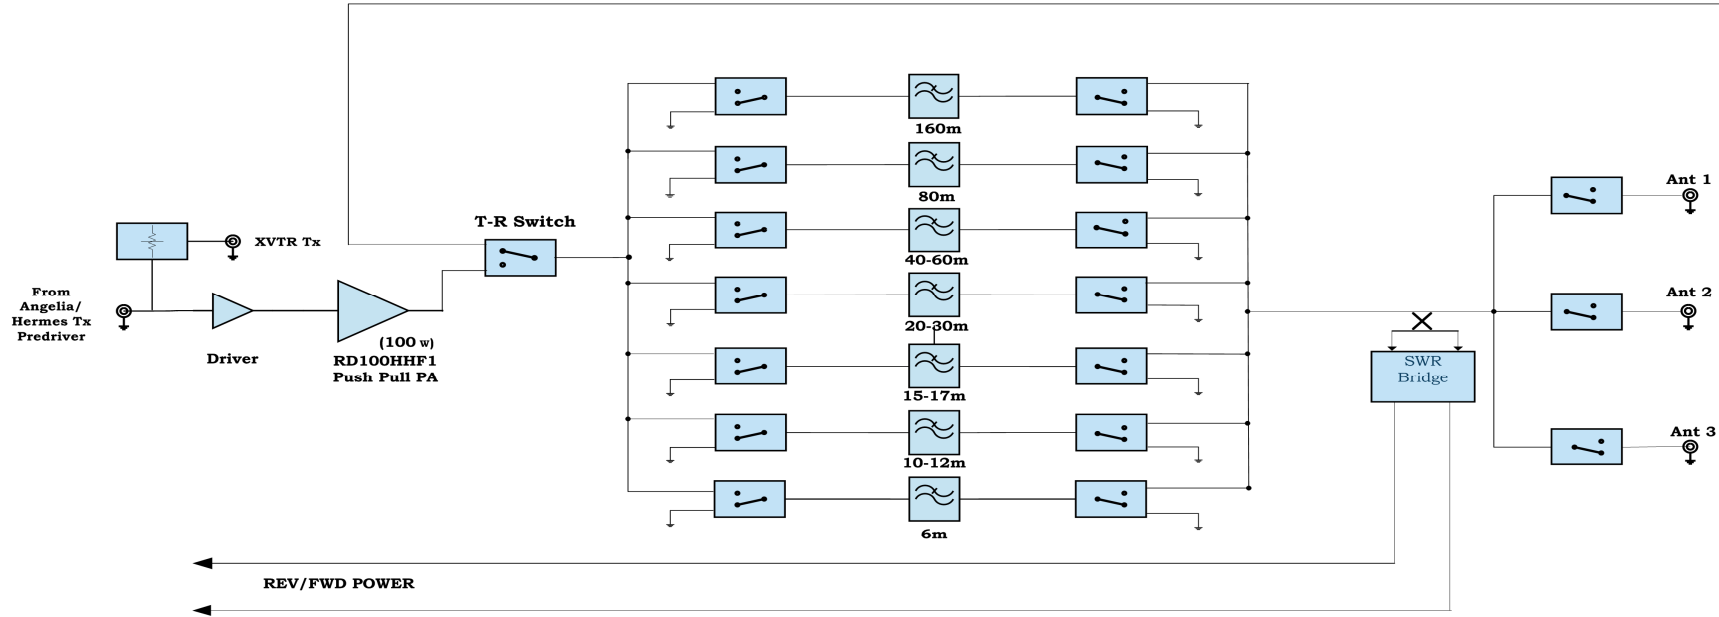 160m
80m
Ant 1
T-R Switch
XVTR Tx
40-60m
From
Angelia/
Hermes Tx
Predriver
Ant 2
20-30m
(100 w)
RD100HHF1
Push Pull PA
Driver
SWR
Bridge
15-17m
Ant 3
10-12m
6m
REV/FWD POWER